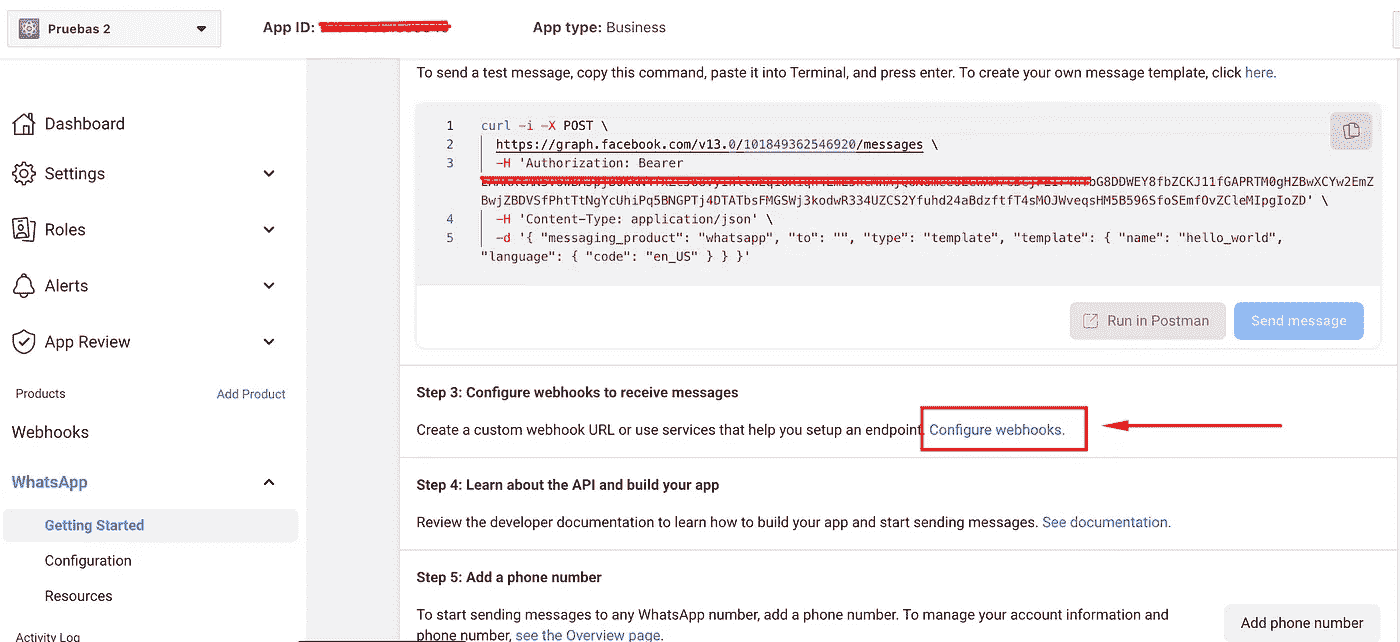 Pruebas 2
App ID:
App type: Business
Dashboard
Settings
Roles
Alerts
App Review
Products
Add Product
Webhooks
WhatsApp
Getting Started
Configuration
Resources
Activity Log
To send a test message, copy this command, paste it into Terminal, and press enter. To create your own message template, click here.
1 curl -i -X POST \
2 https://graph.facebook.com/v13.0/101849362546920/messages \
3 -H 'Authorization: Bearer
4 -H 'Content-Type: application/json' \
5 -d '{ "messaging_product": "whatsapp", "to": "", "type": "template", "template": { "name": "hello_world",
"language": { "code": "en_US" } } }'
Run in Postman
Send message
Step 3: Configure webhooks to receive messages
Create a custom webhook URL or use services that help you setup an endpoint. Configure webhooks.
Step 4: Learn about the API and build your app
Review the developer documentation to learn how to build your app and start sending messages. See documentation.
Step 5: Add a phone number
To start sending messages to any WhatsApp number, add a phone number. To manage your account information and
phone number, see the Overview page.
Add phone number